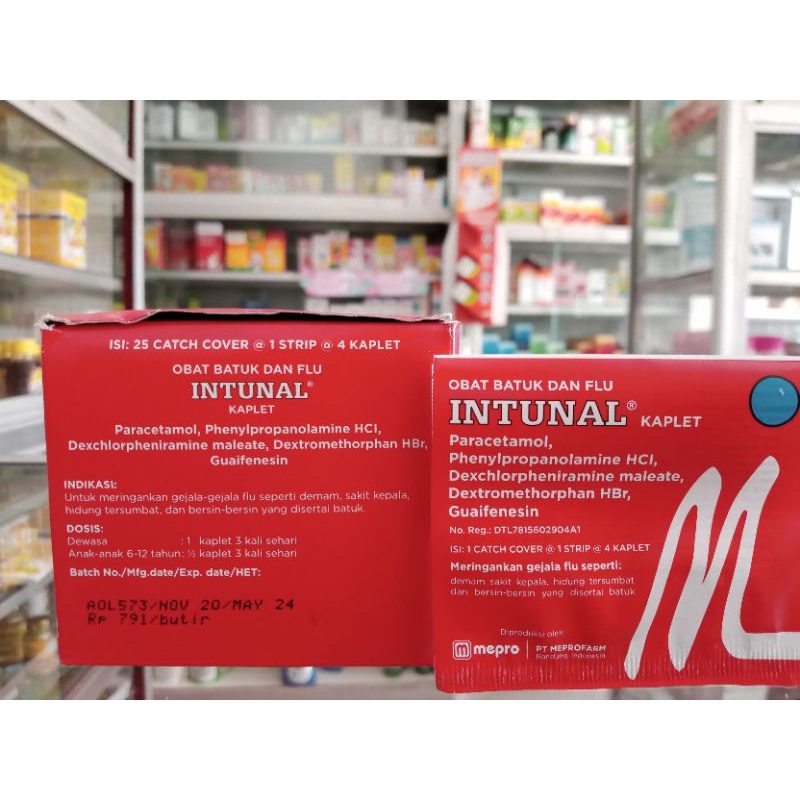 ISI: 25 CATCH COVER @ 1 STRIP @ 4 KAPLET
OBAT BATUK DAN FLU
INTUNAL®
KAPLET
Paracetamol, Phenylpropanolamine HCl,
Dexchlorpheniramine maleate, Dextromethorphan HBr,
Guaifenesin
INDIKASI:
Untuk meringankan gejala-gejala flu seperti demam, sakit kepala,
hidung tersumbat, dan bersin-bersin yang disertai batuk.
DOSIS:
Dewasa : 1 kaplet 3 kali sehari
Anak-anak 6-12 tahun: ½ kaplet 3 kali sehari
Batch No./Mfg.date/Exp. date/HET:
AOL573/NOV 20/MAY 24
Rp 791/butir
OBAT BATUK DAN FLU
INTUNAL® KAPLET
Paracetamol,
Phenylpropanolamine HCl,
Dexchlorpheniramine maleate,
Dextromethorphan HBr,
Guaifenesin
No. Reg.: DTL7815602904A1
ISI: 1 CATCH COVER @ 1 STRIP @ 4 KAPLET
Meringankan gejala flu seperti:
demam sakit kepala, hidung tersumbat
dan bersin-bersin yang disertai batuk
M
Diproduksi oleh
m mepro | PT MEPROFARM
Bandung Indonesia